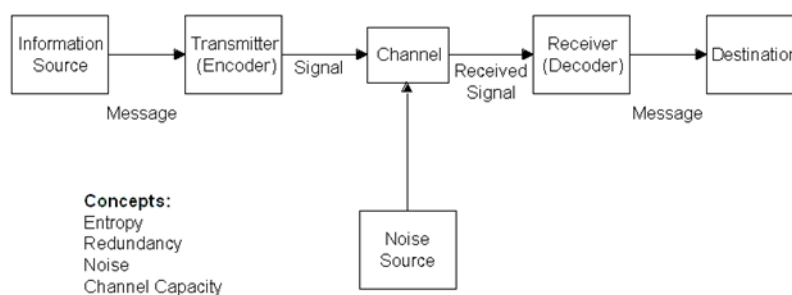 Information
Source
Transmitter
(Encoder)
Channel
Receiver
(Decoder)
Destination
Message
Signal
Received
Signal
Message
Concepts:
Entropy
Redundancy
Noise
Channel Capacity
Noise
Source